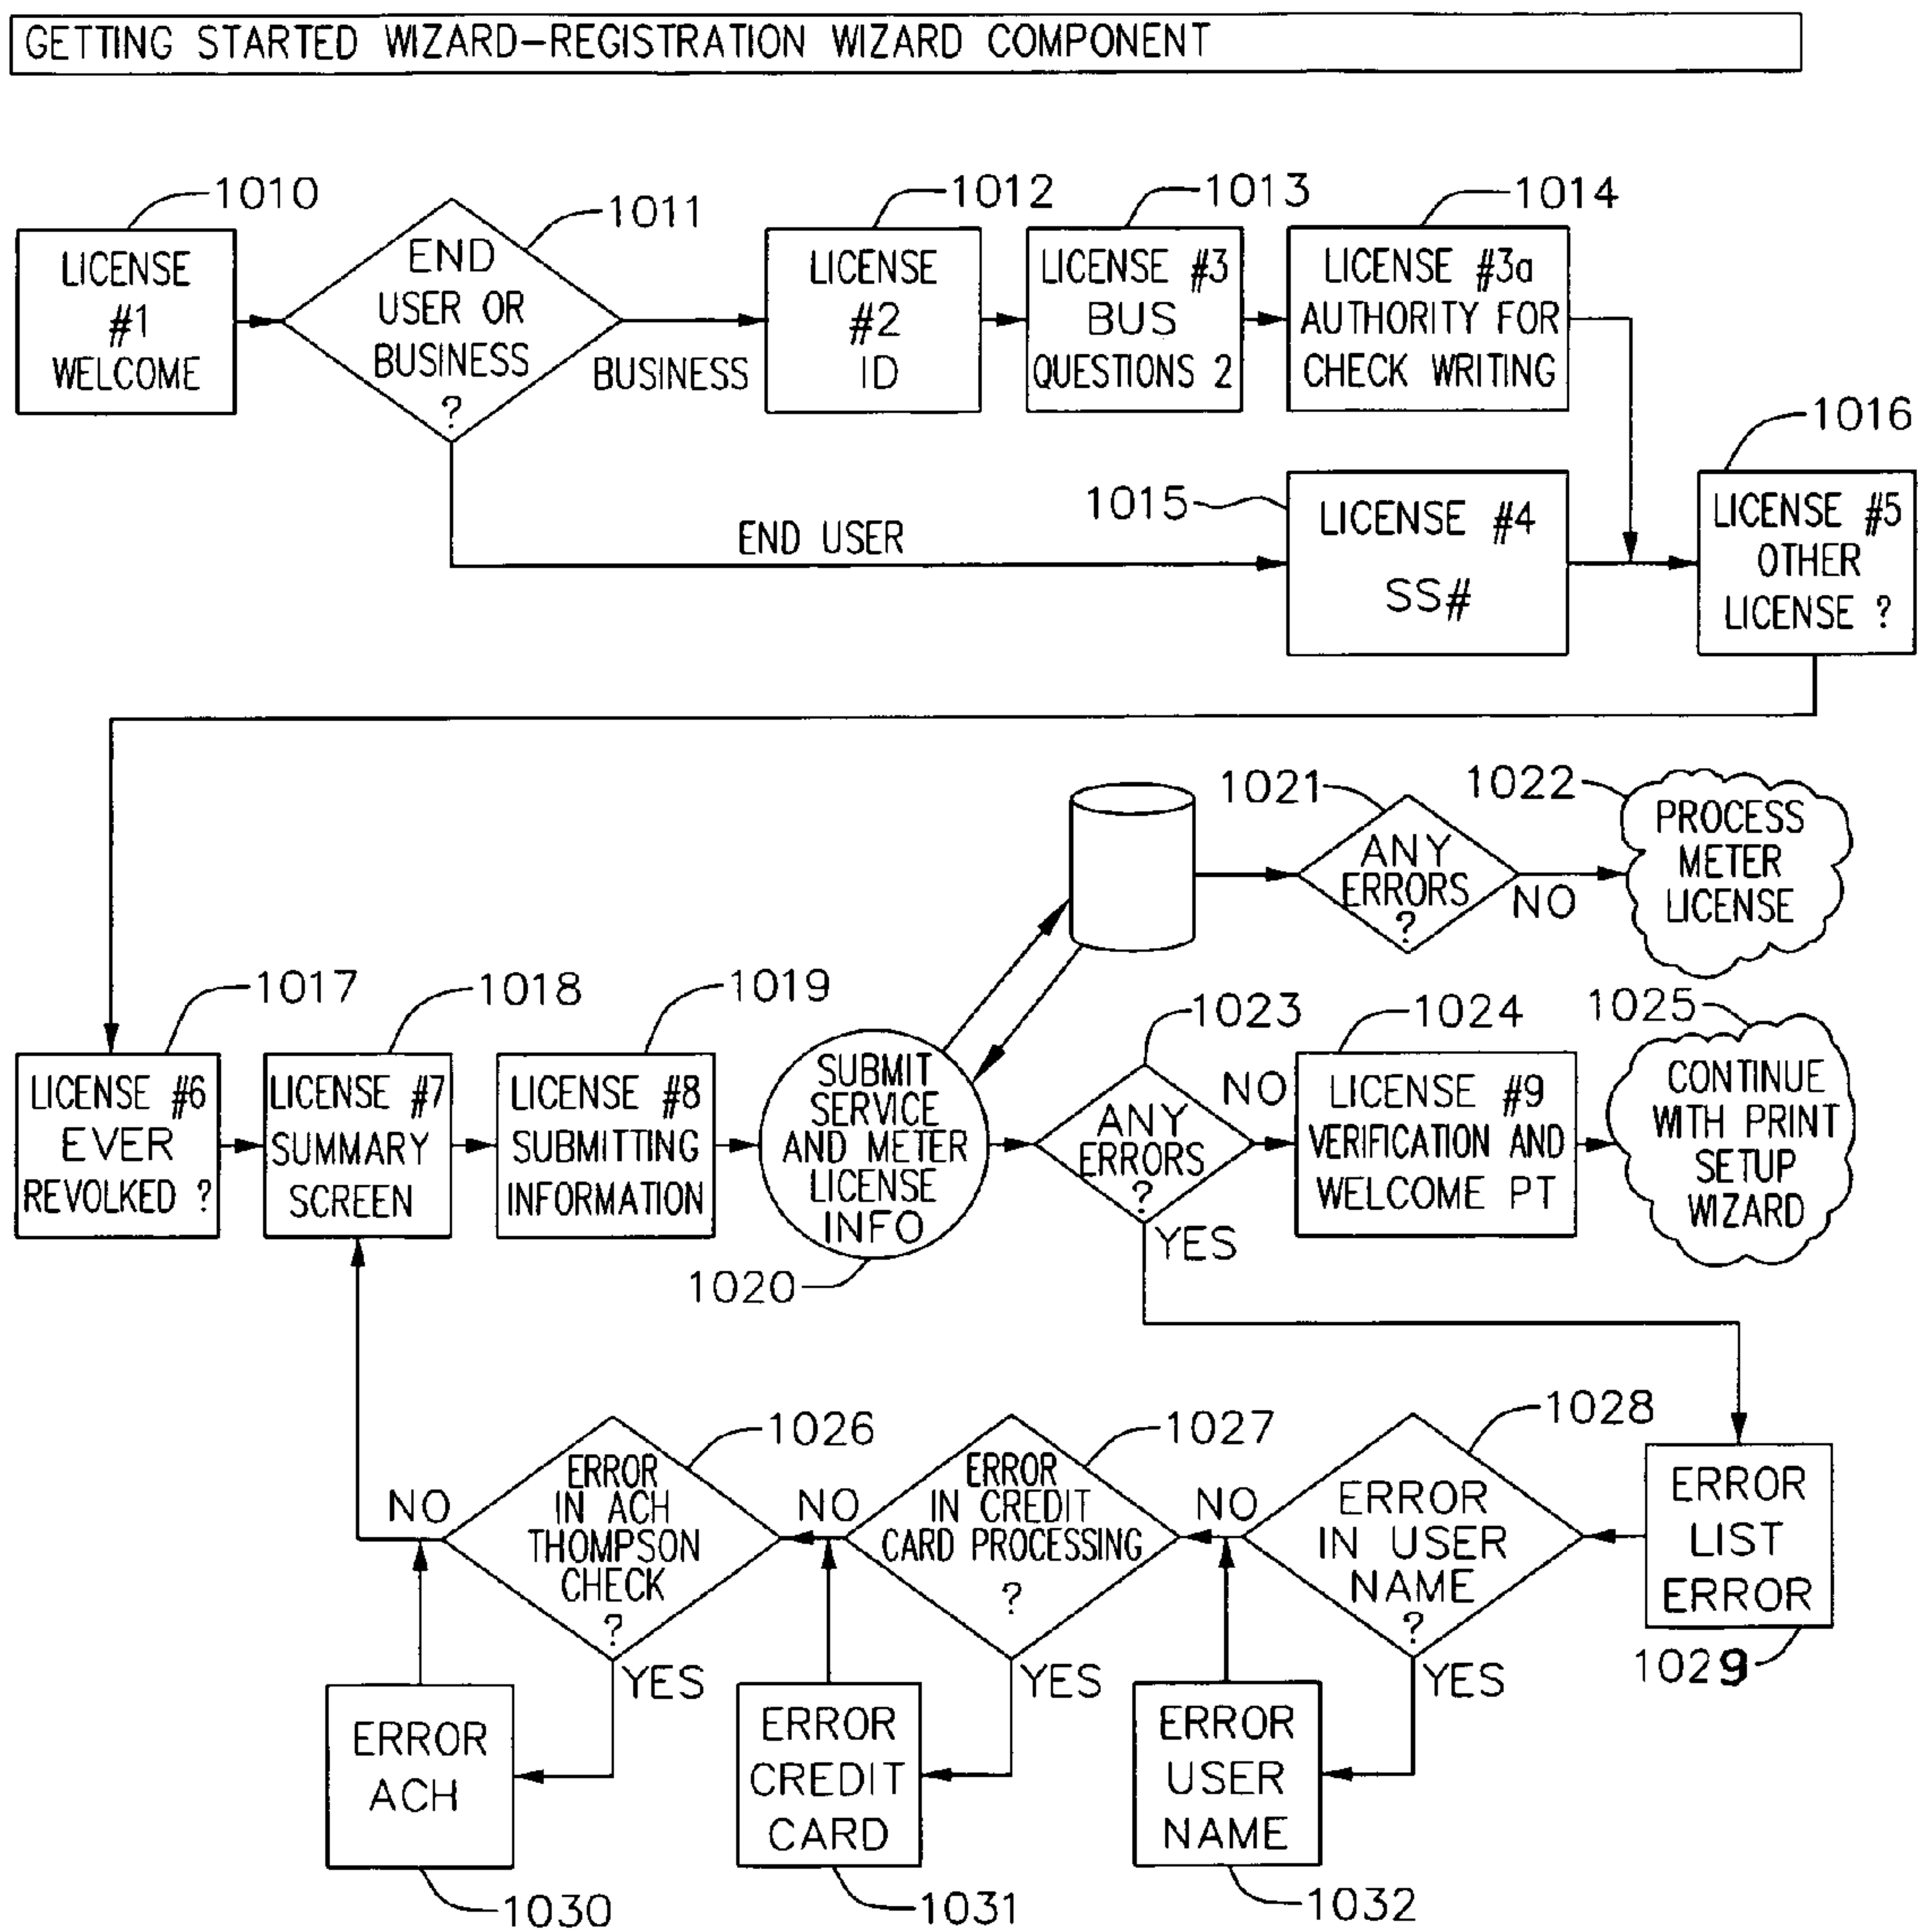 GETTING STARTED WIZARD-REGISTRATION WIZARD COMPONENT
1010
1011
1012
1013
1014
LICENSE
#1
WELCOME
END
USER OR
BUSINESS
?
BUSINESS
LICENSE
#2
ID
LICENSE #3
BUS
QUESTIONS 2
LICENSE #3a
AUTHORITY FOR
CHECK WRITING
1016
1015
END USER
LICENSE #4
SS#
LICENSE #5
OTHER
LICENSE ?
1021
ANY
ERRORS
?
NO
1022
PROCESS
METER
LICENSE
1017
1018
1019
1023
1024
1025
LICENSE #6
EVER
REVOLKED ?
LICENSE #7
SUMMARY
SCREEN
LICENSE #8
SUBMITTING
INFORMATION
SUBMIT
SERVICE
AND METER
LICENSE
INFO
1020
ANY
ERRORS
?
NO
YES
LICENSE #9
VERIFICATION AND
WELCOME PT
CONTINUE
WITH PRINT
SETUP
WIZARD
1026
1027
1028
NO
ERROR
IN ACH
THOMPSON
CHECK
?
YES
NO
ERROR
IN CREDIT
CARD PROCESSING
?
YES
NO
ERROR
IN USER
NAME
?
YES
ERROR
LIST
ERROR
1029
ERROR
ACH
1030
ERROR
CREDIT
CARD
1031
ERROR
USER
NAME
1032